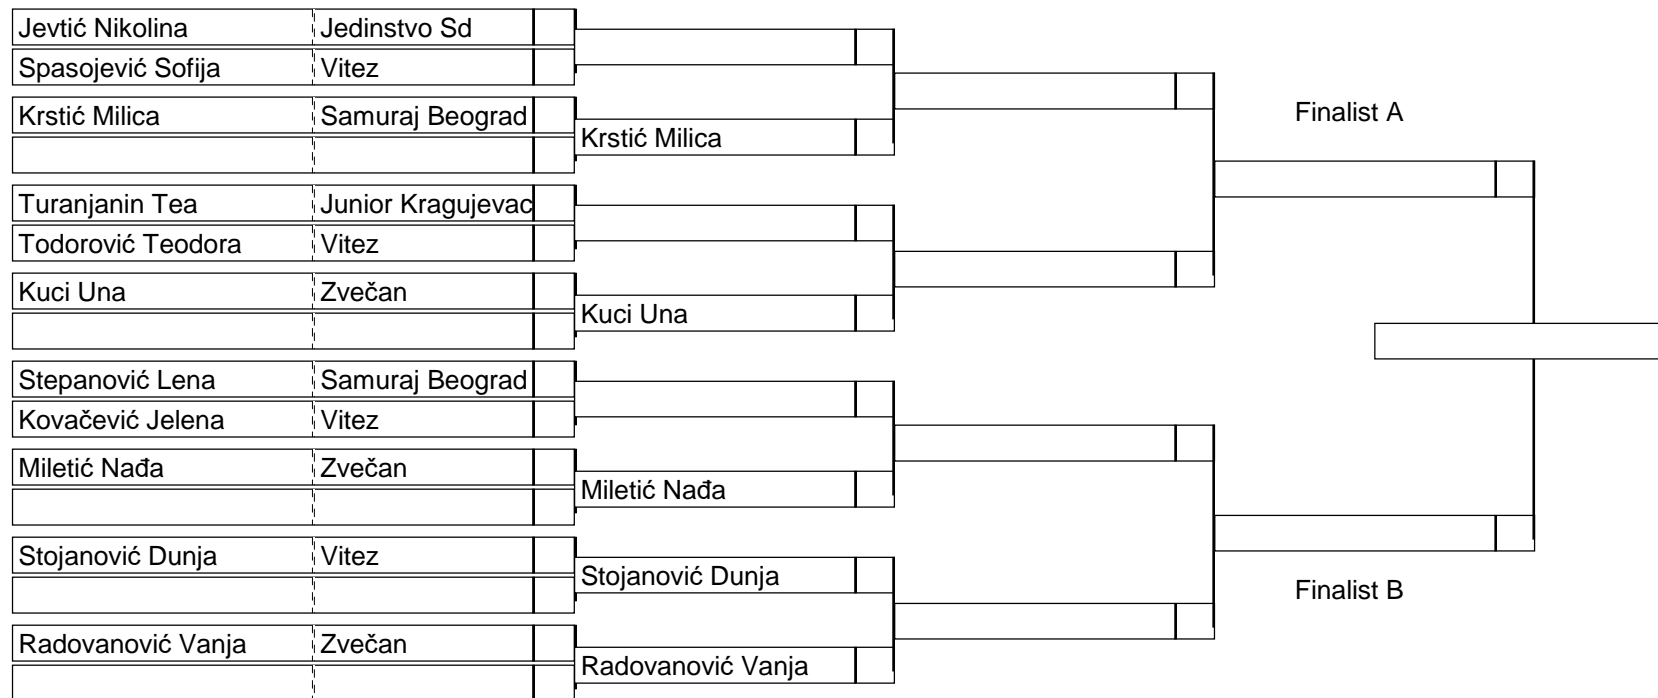 Jevtić Nikolina Jedinstvo Sd
Spasojević Sofija Vitez
Krstić Milica Samuraj Beograd
Krstić Milica
Turanjanin Tea Junior Kragujevac
Todorović Teodora Vitez
Kuci Una Zvečan
Kuci Una
Stepanović Lena Samuraj Beograd
Kovačević Jelena Vitez
Miletić Nađa Zvečan
Miletić Nađa
Stojanović Dunja Vitez
Stojanović Dunja
Radovanović Vanja Zvečan
Radovanović Vanja
Finalist A
Finalist B